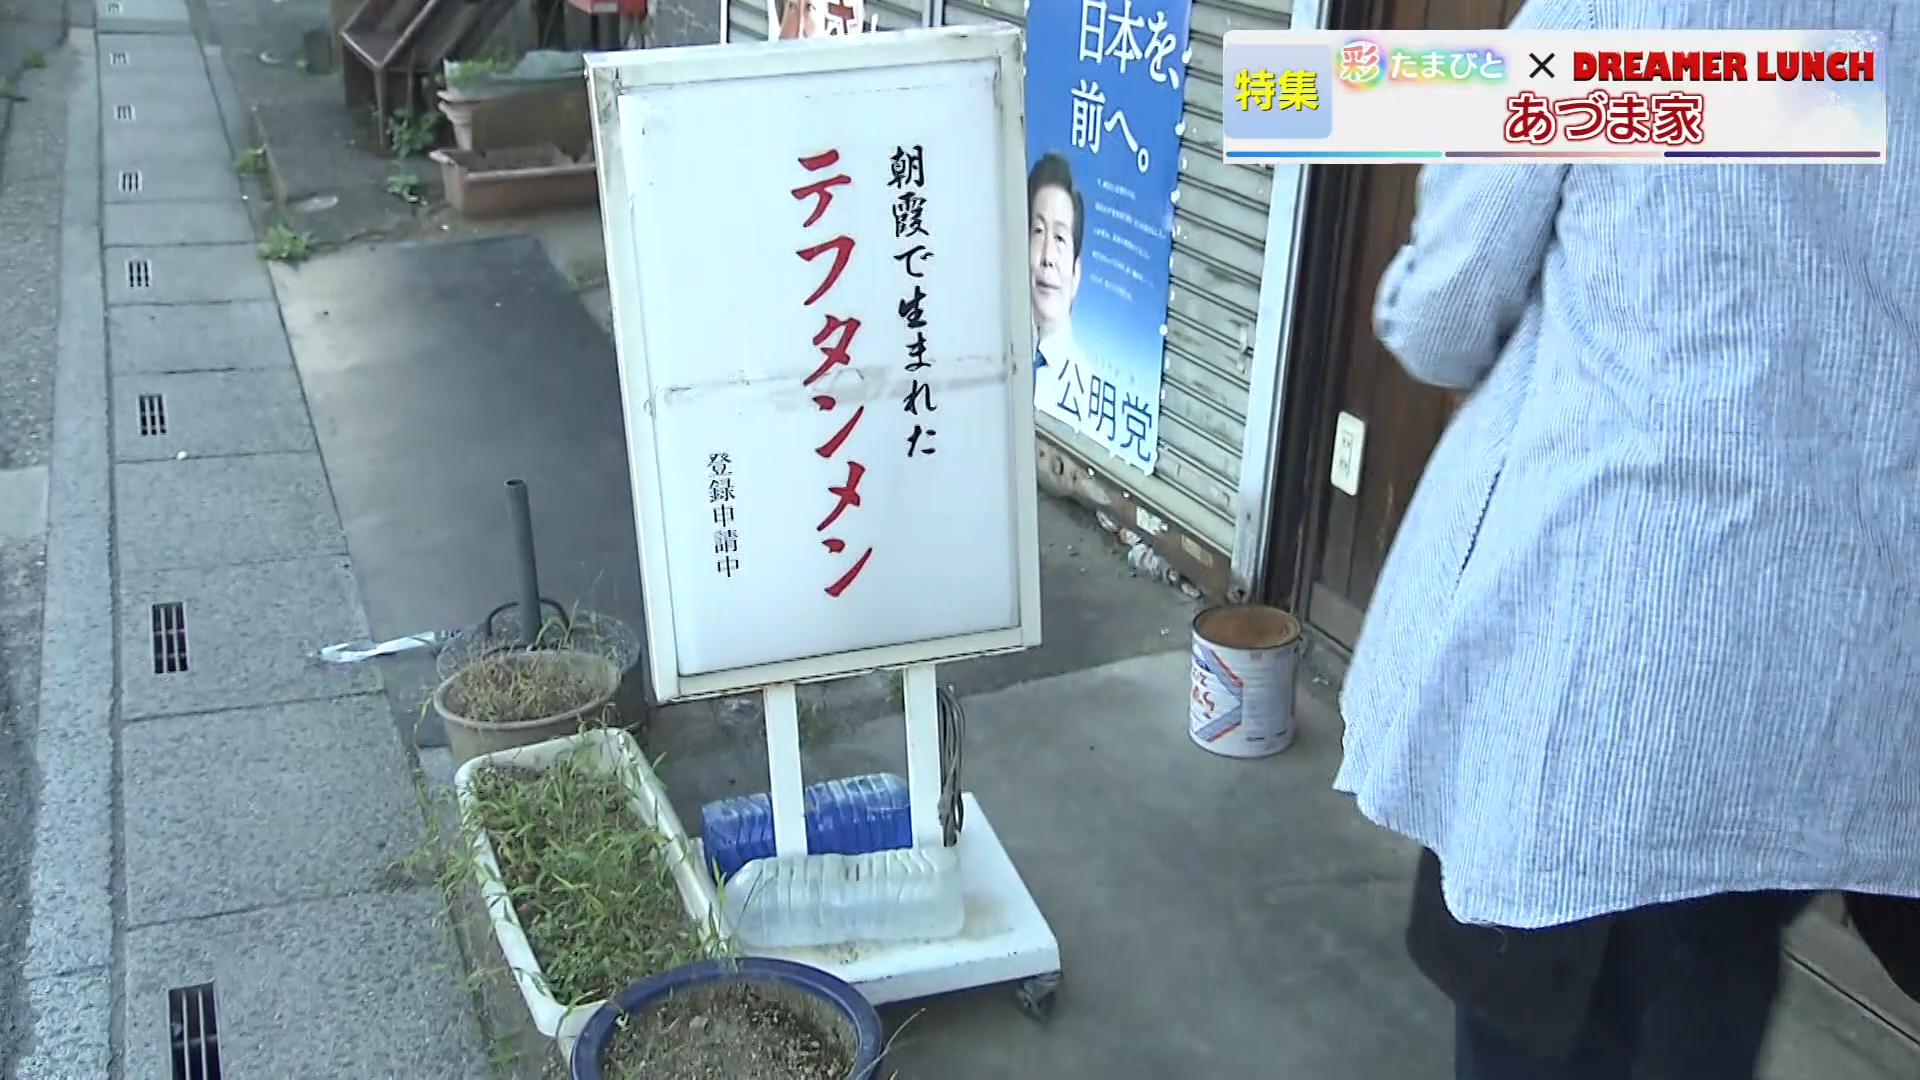 特集
彩たまびと × DREAMER LUNCH
あづま家
日本を、
前へ。
公明党
朝霞で生まれた
テフタンメン
登録申請中